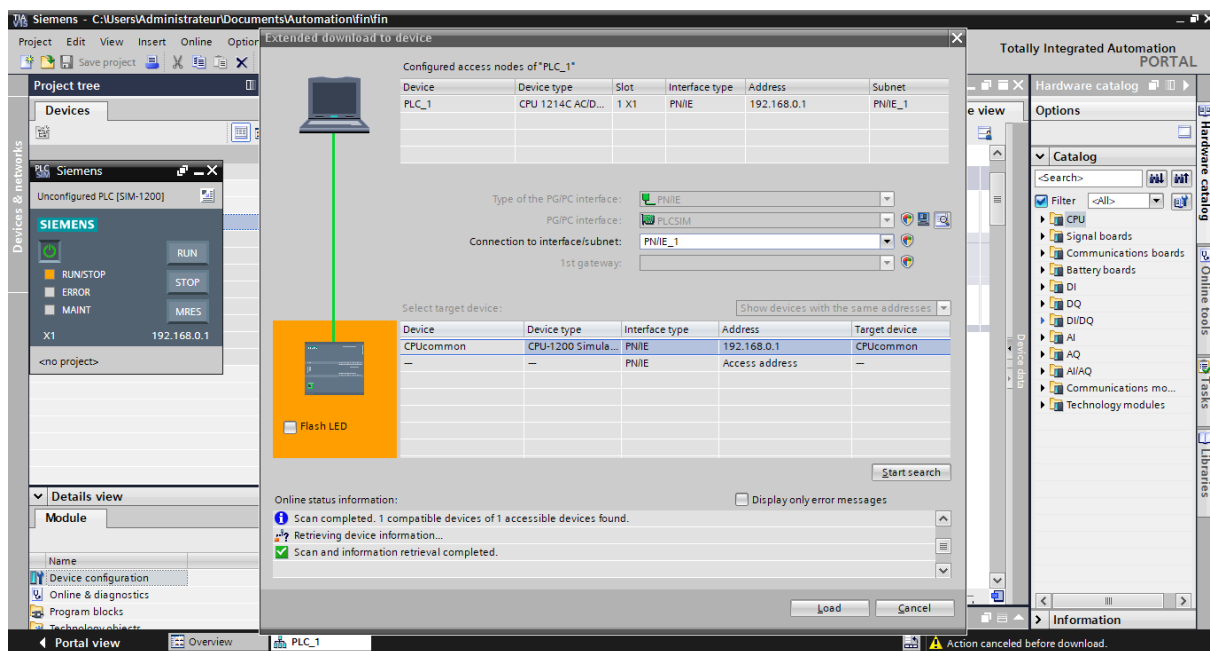 Siemens - C:\Users\Administrateur\Documents\Automation\fin\fin
Project Edit View Insert Online
Save project
Totally Integrated Automation
PORTAL
Project tree
Devices
Devices & networks
Siemens
Unconfigured PLC [SIM-1200]
SIEMENS
RUN
RUN/STOP
STOP
ERROR
MAINT
MRES
X1 192.168.0.1
<no project>
Details view
Module
Name
Device configuration
Online & diagnostics
Program blocks
Technology objects
Extended download to device
Configured access nodes of "PLC_1"
Device Device type Slot Interface type Address Subnet
PLC_1 CPU 1214C AC/D... 1 X1 PN/IE 192.168.0.1 PN/IE_1
Type of the PG/PC interface: PN/IE
PG/PC interface: PLCSIM
Connection to interface/subnet: PN/IE_1
1st gateway:
Select target device: Show devices with the same addresses
Device Device type Interface type Address Target device
CPUcommon CPU-1200 Simula... PN/IE 192.168.0.1 CPUcommon
— — PN/IE Access address —
Flash LED
Start search
Online status information: Display only error messages
Scan completed. 1 compatible devices of 1 accessible devices found.
Retrieving device information...
Scan and information retrieval completed.
Load Cancel
Device data
Hardware catalog
Options
Catalog
<Search>
Filter <All>
CPU
Signal boards
Communications boards
Battery boards
DI
DQ
DI/DQ
AI
AQ
AI/AQ
Communications mo...
Technology modules
Information
Hardware catalog
Online tools
Tasks
Libraries
Portal view Overview PLC_1 Action canceled before download.